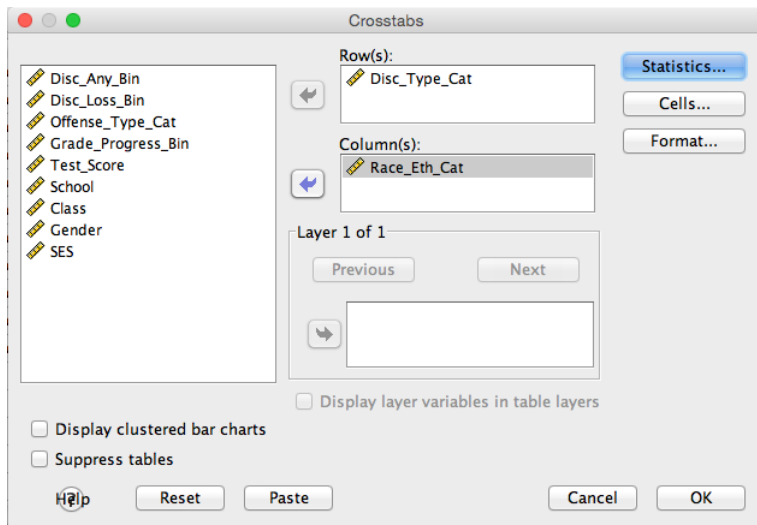 Crosstabs
Disc_Any_Bin
Disc_Loss_Bin
Offense_Type_Cat
Grade_Progress_Bin
Test_Score
School
Class
Gender
SES
Row(s):
Disc_Type_Cat
Column(s):
Race_Eth_Cat
Layer 1 of 1
Previous Next
Display layer variables in table layers
Statistics...
Cells...
Format...
Display clustered bar charts
Suppress tables
Help ? Reset Paste Cancel OK